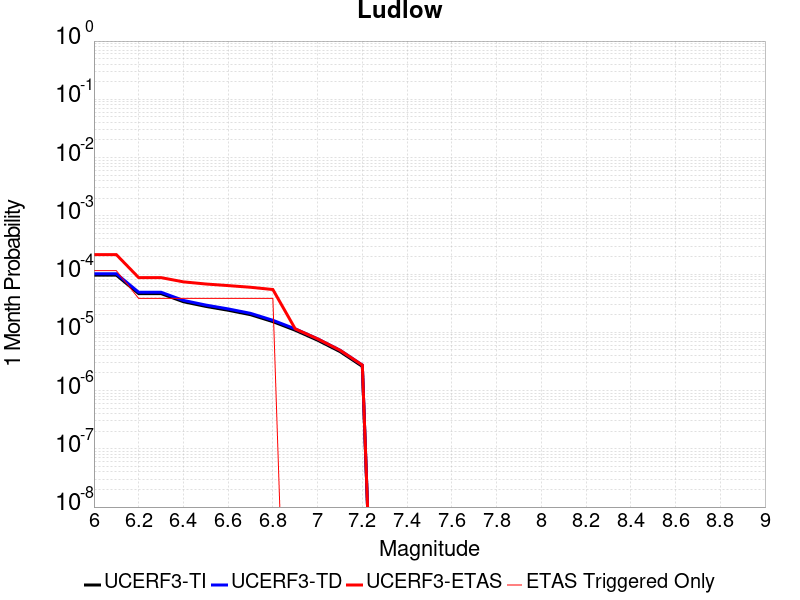 Ludlow
10^0
10^-1
10^-2
10^-3
10^-4
10^-5
10^-6
10^-7
10^-8
1 Month Probability
6 6.2 6.4 6.6 6.8 7 7.2 7.4 7.6 7.8 8 8.2 8.4 8.6 8.8 9
Magnitude
UCERF3-TI UCERF3-TD UCERF3-ETAS ETAS Triggered Only